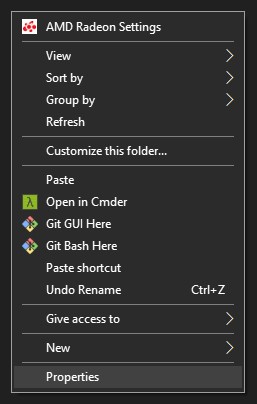 AMD Radeon Settings
View
Sort by
Group by
Refresh
Customize this folder...
Paste
Open in Cmder
Git GUI Here
Git Bash Here
Paste shortcut
Undo Rename Ctrl+Z
Give access to
New
Properties